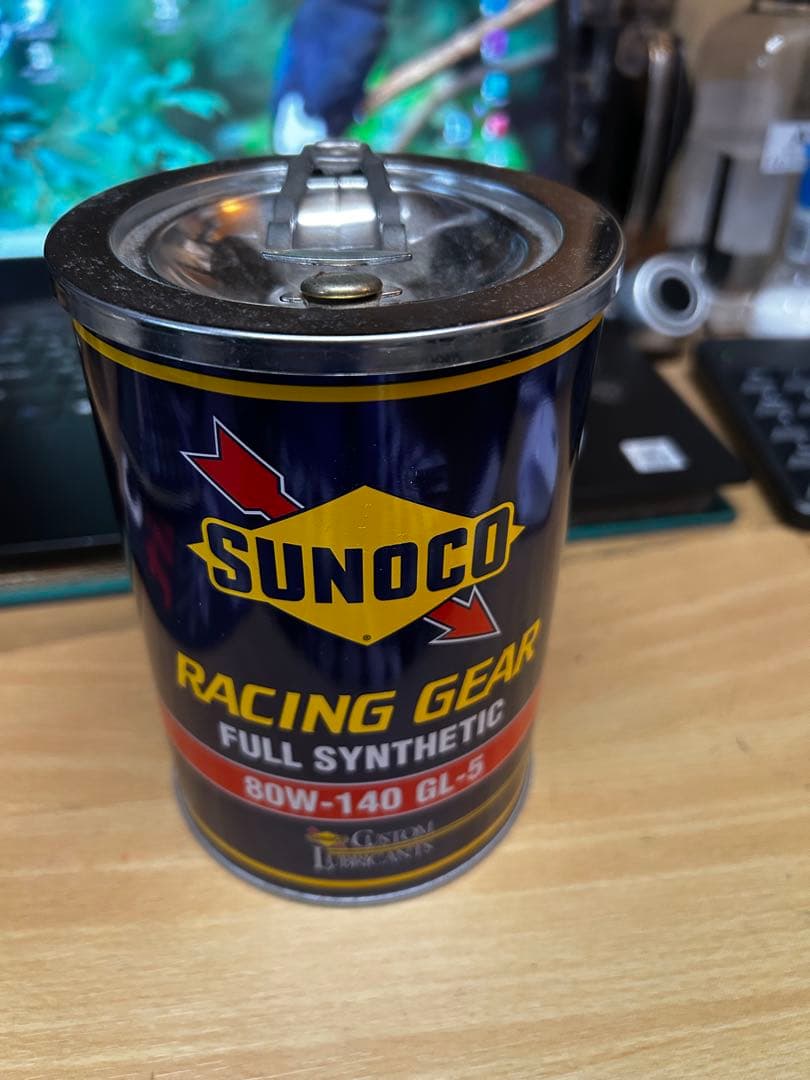 SUNOCO
®
RACING GEAR
FULL SYNTHETIC
80W-140 GL-5
CUSTOM
LUBRICANTS